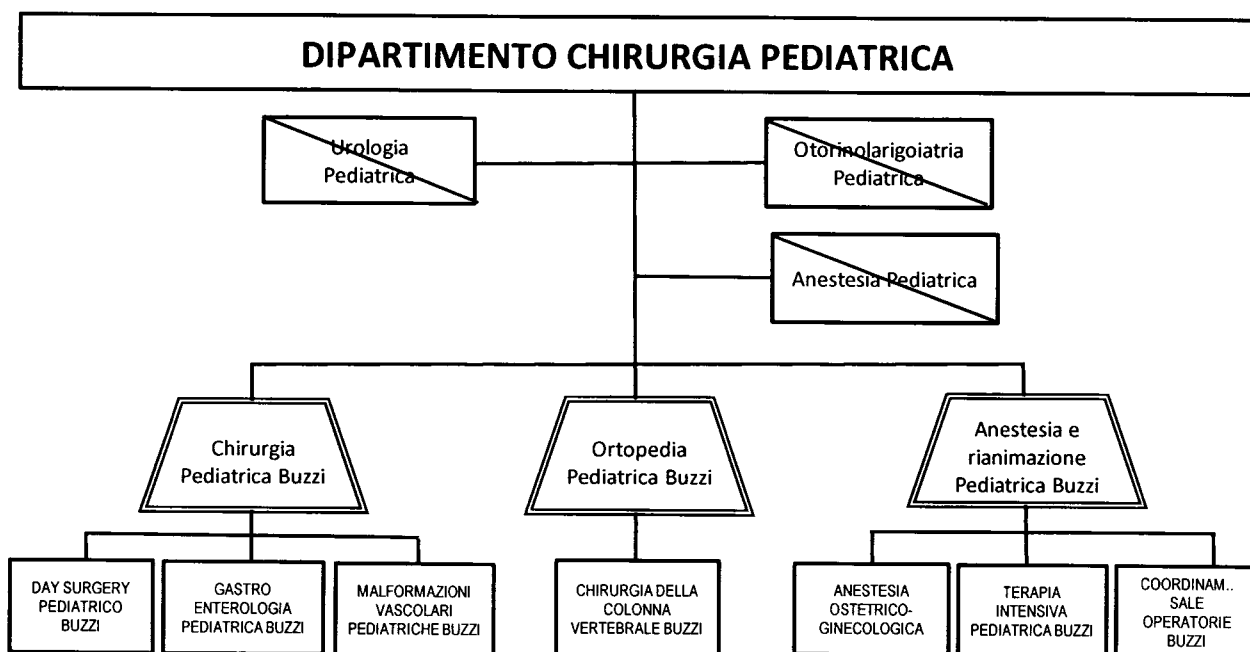 DIPARTIMENTO CHIRURGIA PEDIATRICA
Urologia
Pediatrica
Otorinolarigoiatria
Pediatrica
Anestesia Pediatrica
Chirurgia
Pediatrica Buzzi
Ortopedia
Pediatrica Buzzi
Anestesia e
rianimazione
Pediatrica Buzzi
DAY SURGERY
PEDIATRICO
BUZZI
GASTRO
ENTEROLOGIA
PEDIATRICA BUZZI
MALFORMAZIONI
VASCOLARI
PEDIATRICHE BUZZI
CHIRURGIA DELLA
COLONNA
VERTEBRALE BUZZI
ANESTESIA
OSTETRICO-
GINECOLOGICA
TERAPIA
INTENSIVA
PEDIATRICA BUZZI
COORDINAM..
SALE
OPERATORIE
BUZZI